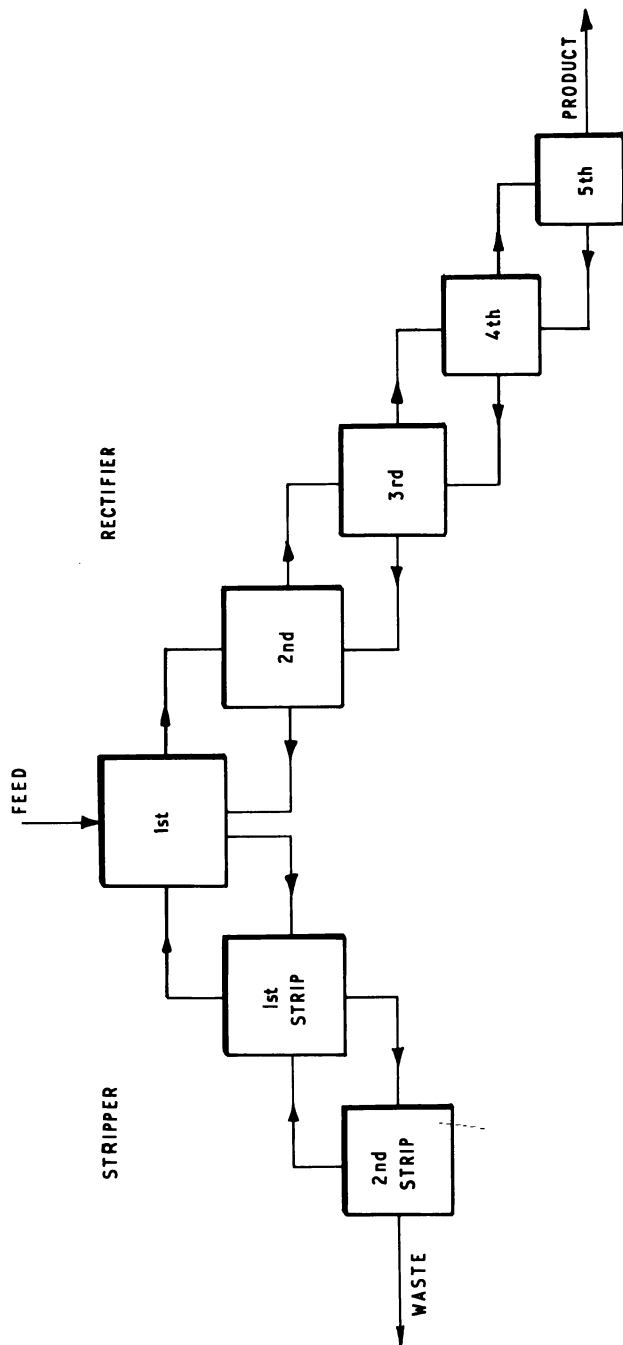 FEED
STRIPPER
RECTIFIER
1st
1st
STRIP
2nd
2nd
STRIP
3rd
4th
5th
WASTE
PRODUCT